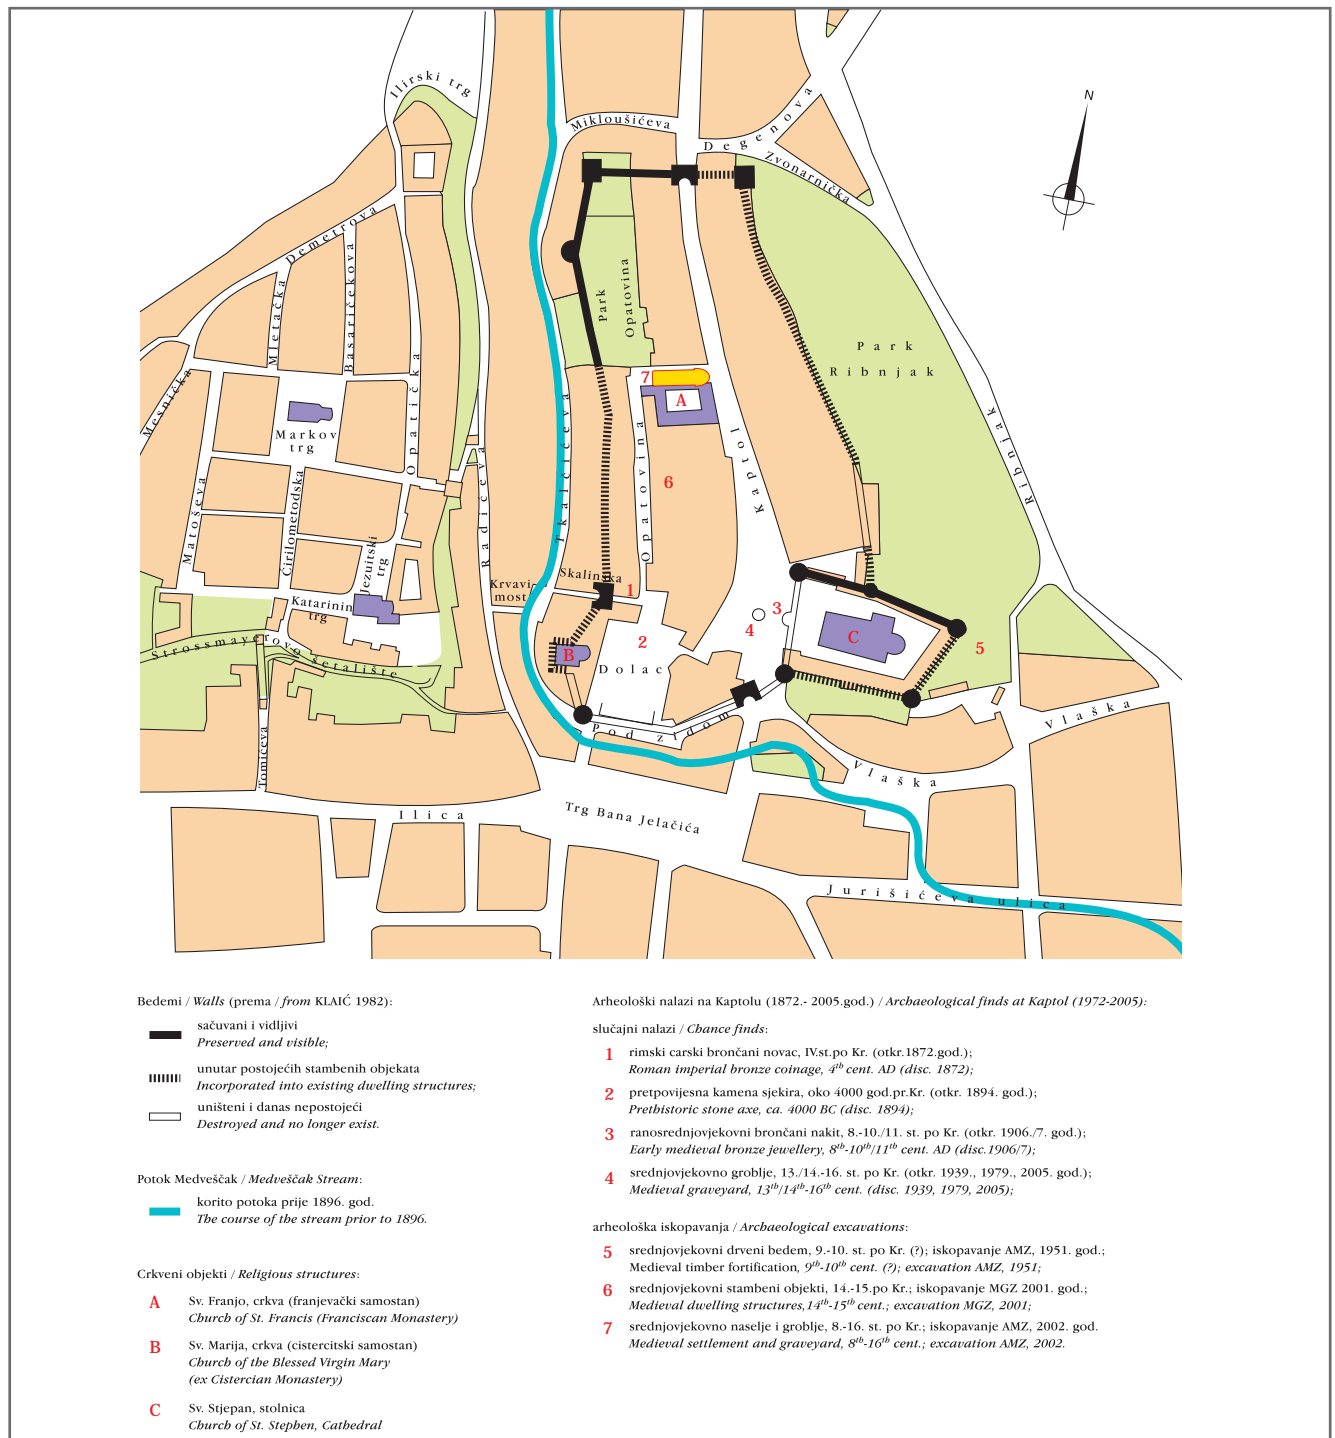 N
Ilirski trg
Mikloušićeva
Degenova
Zvonarnička
Demetrova
Mletačka
Basaričekova
Park
Opatovina
Park
Ribnjak
Mesnička
Opatička
7
A
Markov
trg
Ribnjak
Tkalčićeva
Opatovina
Kaptol
6
Radićeva
Matoševa
Ćirilometodska
Jezuitski
trg
Skalinska
Krvavi
most
1
Katarinin
trg
3
4
2
C
5
B
Dolac
Strossmayerovo šetalište
Pod zidom
Vlaška
Tomićeva
Vlaška
Ilica
Trg Bana Jelačića
Jurišićeva ulica
Bedemi / Walls (prema / from KLAIĆ 1982):
sačuvani i vidljivi
Preserved and visible;
unutar postojećih stambenih objekata
Incorporated into existing dwelling structures;
uništeni i danas nepostojeći
Destroyed and no longer exist.
Potok Medveščak / Medveščak Stream:
korito potoka prije 1896. god.
The course of the stream prior to 1896.
Crkveni objekti / Religious structures:
A Sv. Franjo, crkva (franjevački samostan)
Church of St. Francis (Franciscan Monastery)
B Sv. Marija, crkva (cistercitski samostan)
Church of the Blessed Virgin Mary
(ex Cistercian Monastery)
C Sv. Stjepan, stolnica
Church of St. Stephen, Cathedral
Arheološki nalazi na Kaptolu (1872.- 2005.god.) / Archaeological finds at Kaptol (1972-2005):
slučajni nalazi / Chance finds:
1 rimski carski brončani novac, IV.st.po Kr. (otkr.1872.god.);
Roman imperial bronze coinage, 4th cent. AD (disc. 1872);
2 pretpovijesna kamena sjekira, oko 4000 god.pr.Kr. (otkr. 1894. god.);
Prethistoric stone axe, ca. 4000 BC (disc. 1894);
3 ranosrednjovjekovni brončani nakit, 8.-10./11. st. po Kr. (otkr. 1906./7. god.);
Early medieval bronze jewellery, 8th-10th/11th cent. AD (disc.1906/7);
4 srednjovjekovno groblje, 13./14.-16. st. po Kr. (otkr. 1939., 1979., 2005. god.);
Medieval graveyard, 13th/14th-16th cent. (disc. 1939, 1979, 2005);
arheološka iskopavanja / Archaeological excavations:
5 srednjovjekovni drveni bedem, 9.-10. st. po Kr. (?); iskopavanje AMZ, 1951. god.;
Medieval timber fortification, 9th-10th cent. (?); excavation AMZ, 1951;
6 srednjovjekovni stambeni objekti, 14.-15.po Kr.; iskopavanje MGZ 2001. god.;
Medieval dwelling structures,14th-15th cent.; excavation MGZ, 2001;
7 srednjovjekovno naselje i groblje, 8.-16. st. po Kr.; iskopavanje AMZ, 2002. god.
Medieval settlement and graveyard, 8th-16th cent.; excavation AMZ, 2002.